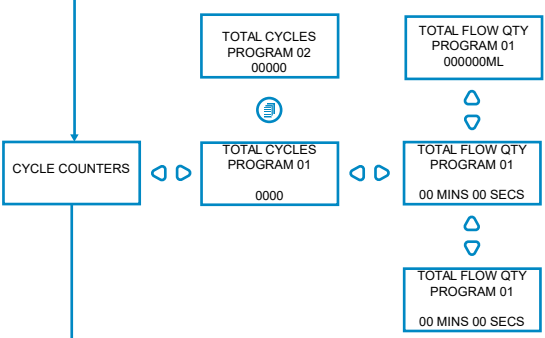 TOTAL CYCLES
PROGRAM 02
00000
TOTAL FLOW QTY
PROGRAM 01
000000ML
CYCLE COUNTERS
TOTAL CYCLES
PROGRAM 01
0000
TOTAL FLOW QTY
PROGRAM 01
00 MINS 00 SECS
TOTAL FLOW QTY
PROGRAM 01
00 MINS 00 SECS